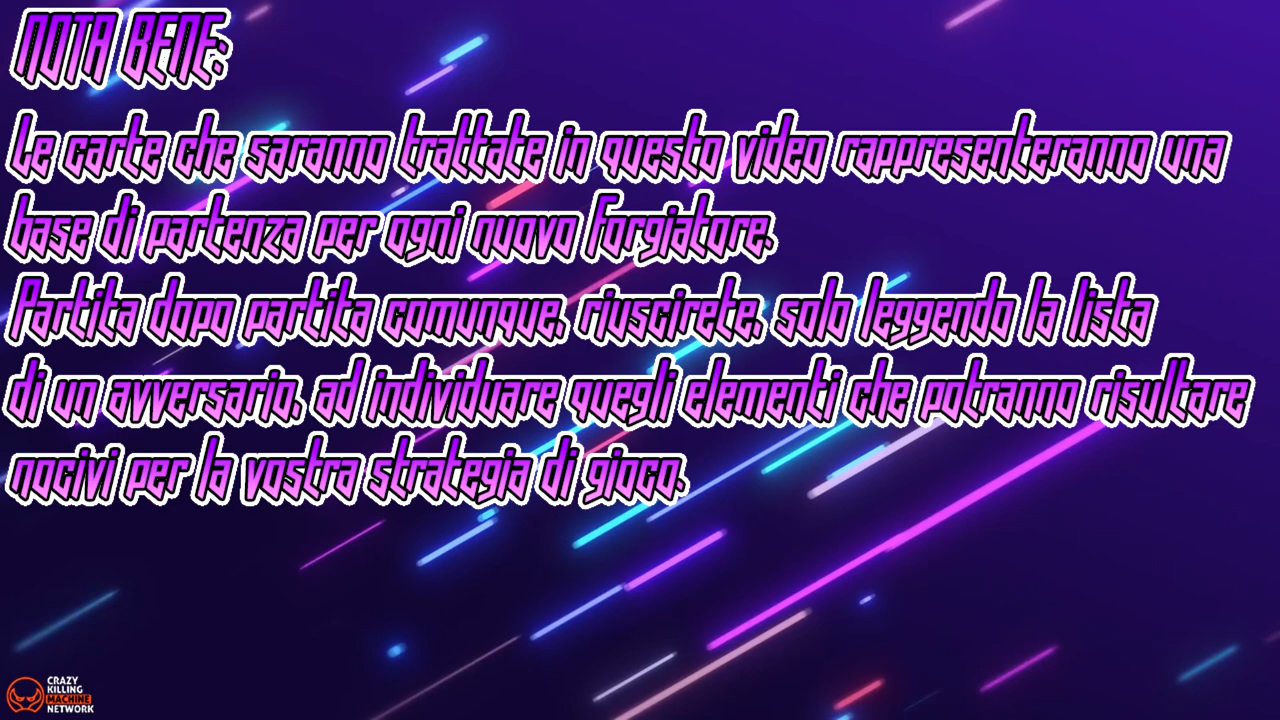 NOTA BENE:
Le carte che saranno trattate in questo video rappresenteranno una
base di partenza per ogni nuovo Forgiatore.
Partita dopo partita comunque, riuscirete, solo leggendo la lista
di un avversario, ad individuare quegli elementi che potranno risultare
nocivi per la vostra strategia di gioco.
CRAZY
KILLING
MACHINE
NETWORK